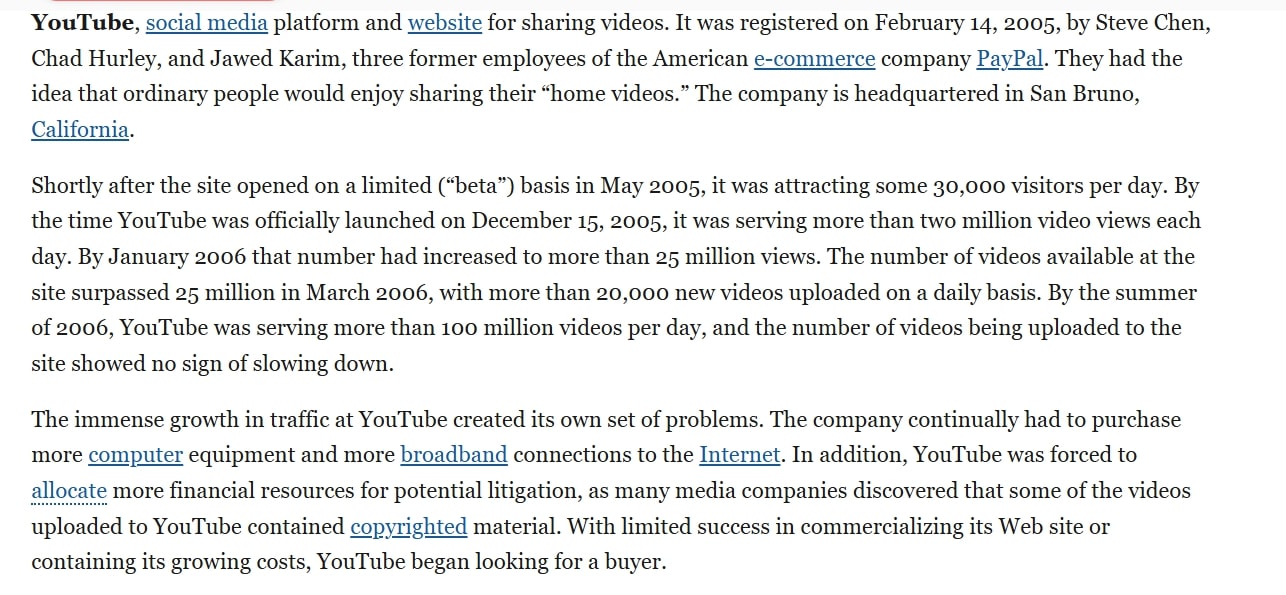 YouTube, social media platform and website for sharing videos. It was registered on February 14, 2005, by Steve Chen,
Chad Hurley, and Jawed Karim, three former employees of the American e-commerce company PayPal. They had the
idea that ordinary people would enjoy sharing their “home videos.” The company is headquartered in San Bruno,
California.
Shortly after the site opened on a limited (“beta”) basis in May 2005, it was attracting some 30,000 visitors per day. By
the time YouTube was officially launched on December 15, 2005, it was serving more than two million video views each
day. By January 2006 that number had increased to more than 25 million views. The number of videos available at the
site surpassed 25 million in March 2006, with more than 20,000 new videos uploaded on a daily basis. By the summer
of 2006, YouTube was serving more than 100 million videos per day, and the number of videos being uploaded to the
site showed no sign of slowing down.
The immense growth in traffic at YouTube created its own set of problems. The company continually had to purchase
more computer equipment and more broadband connections to the Internet. In addition, YouTube was forced to
allocate more financial resources for potential litigation, as many media companies discovered that some of the videos
uploaded to YouTube contained copyrighted material. With limited success in commercializing its Web site or
containing its growing costs, YouTube began looking for a buyer.